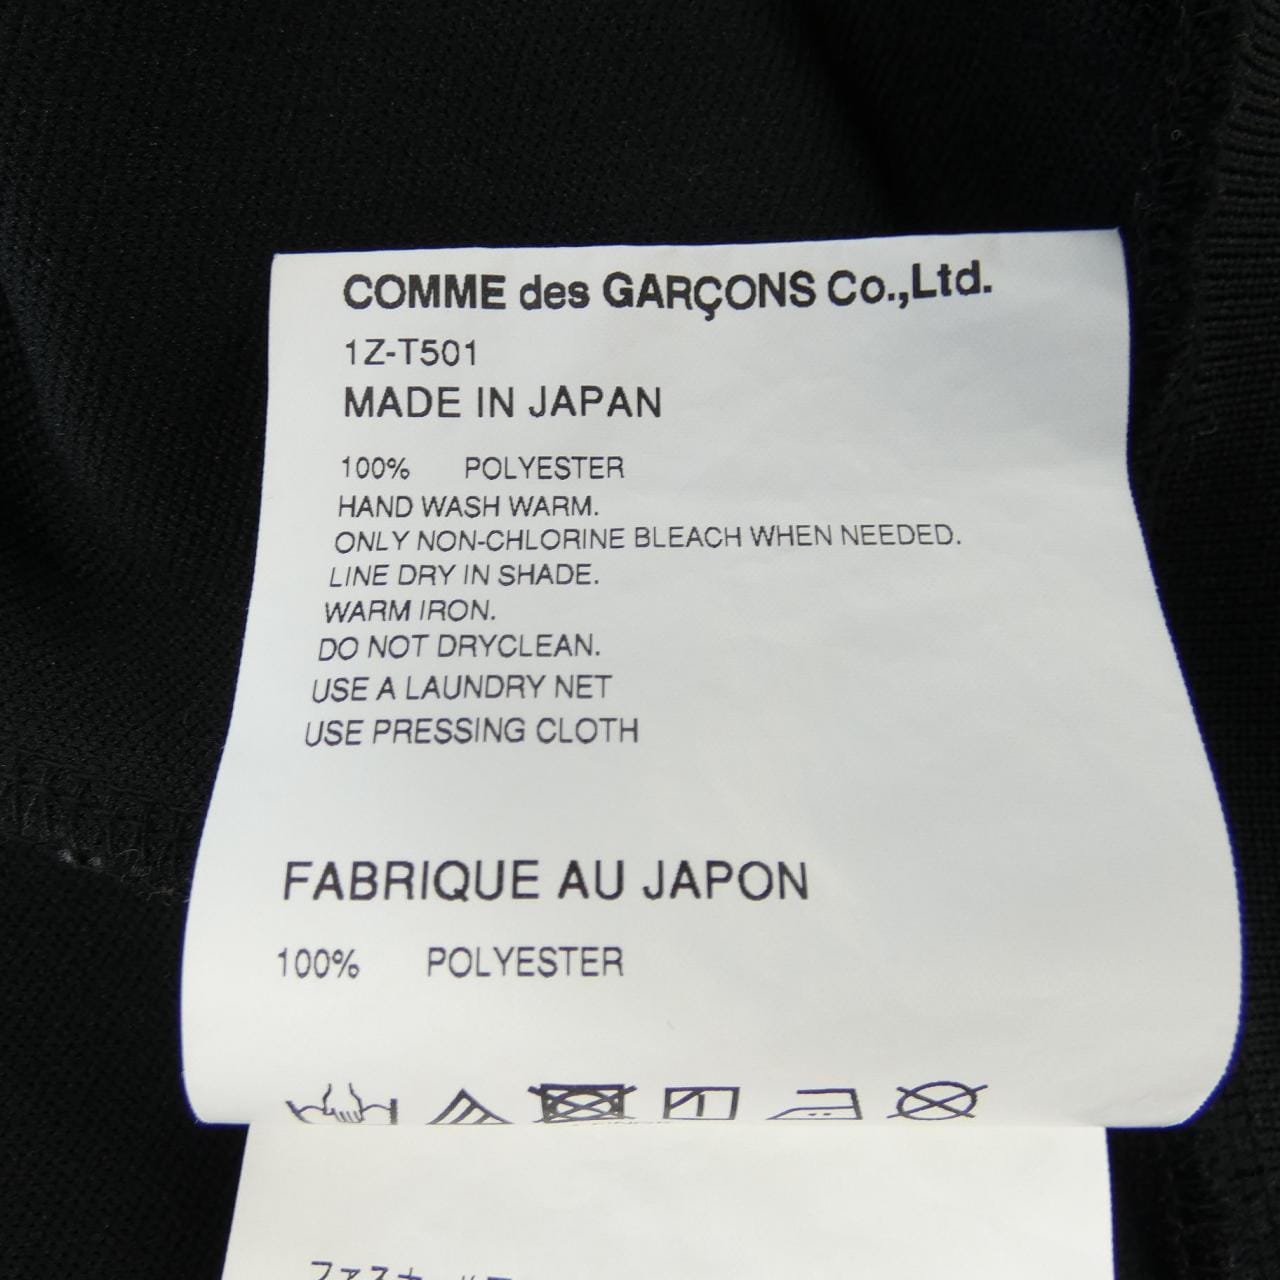 COMME des GARÇONS Co.,Ltd.
1Z-T501
MADE IN JAPAN
100% POLYESTER
HAND WASH WARM.
ONLY NON-CHLORINE BLEACH WHEN NEEDED.
LINE DRY IN SHADE.
WARM IRON.
DO NOT DRYCLEAN.
USE A LAUNDRY NET
USE PRESSING CLOTH
FABRIQUE AU JAPON
100% POLYESTER